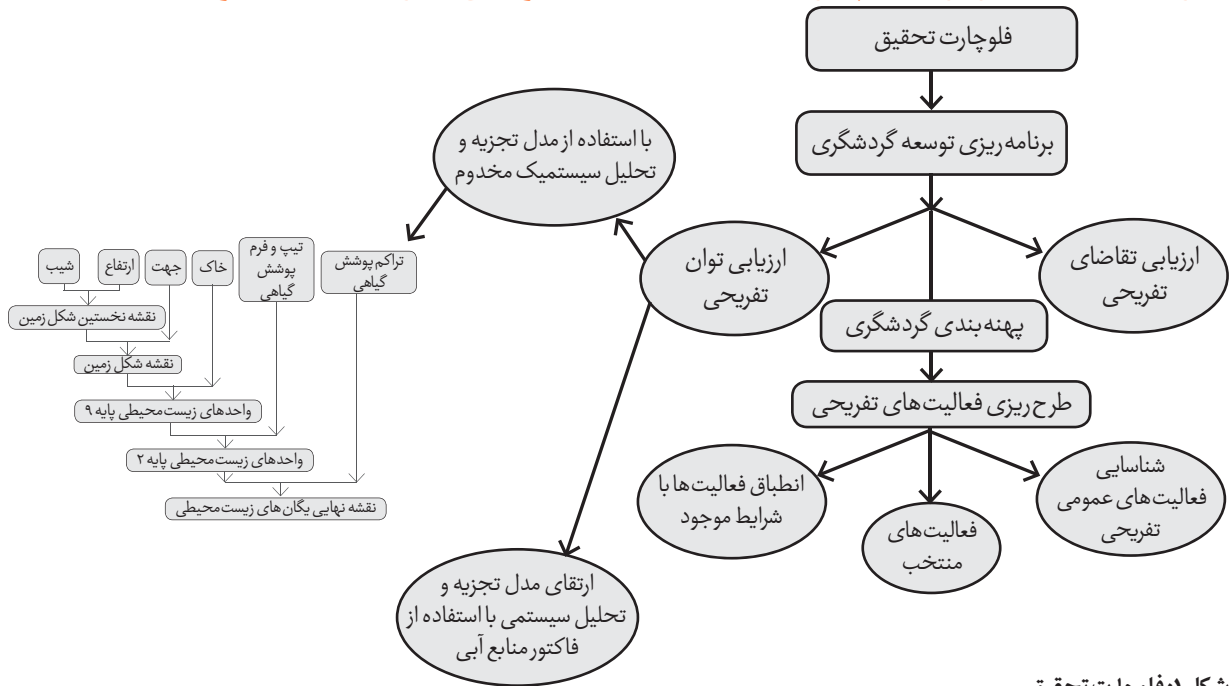 فلوچارت تحقیق
برنامه‌ریزی توسعه گردشگری
ارزیابی تقاضای
تفریحی
ارزیابی توان
تفریحی
پهنه‌بندی گردشگری
طرح‌ریزی فعالیت‌های تفریحی
شناسایی
فعالیت‌های عمومی
تفریحی
فعالیت‌های
منتخب
انطباق فعالیت‌ها با
شرایط موجود
با استفاده از مدل تجزیه و
تحلیل سیستمیک مخدوم
ارتقای مدل تجزیه و
تحلیل سیستمی با استفاده از
فاکتور منابع آبی
تراکم پوشش
گیاهی
تیپ و فرم
پوشش
گیاهی
خاک
جهت
ارتفاع
شیب
نقشه نخستین شکل زمین
نقشه شکل زمین
واحدهای زیست‌محیطی پایه ۹
واحدهای زیست‌محیطی پایه ۲
نقشه نهایی یگان‌های زیست‌محیطی